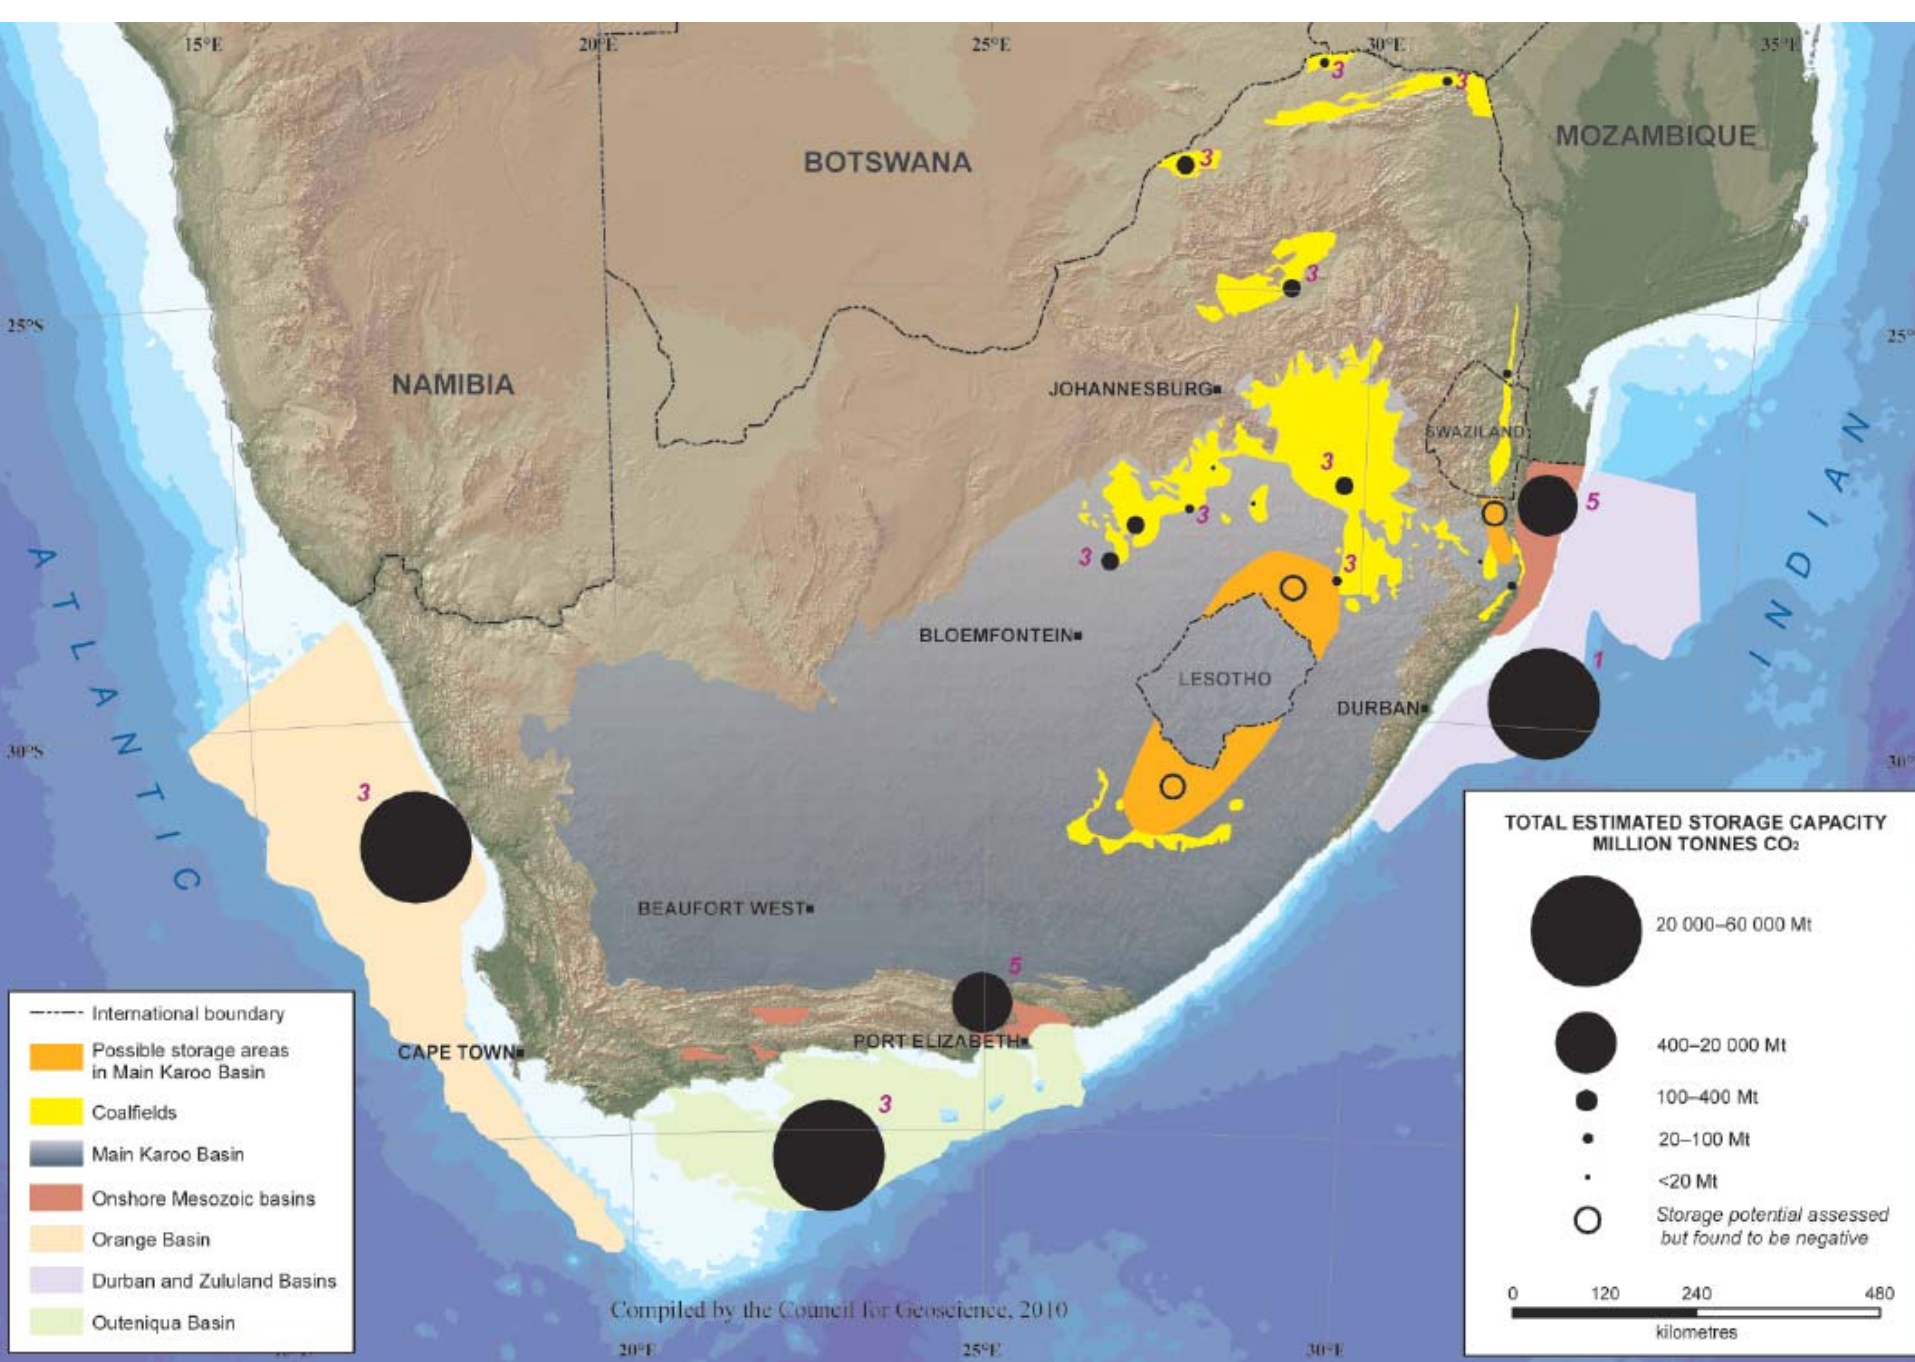 15°E 20°E 25°E 30°E 35°E
3
3
BOTSWANA
3
MOZAMBIQUE
3
25°S
25°
NAMIBIA
JOHANNESBURG
SWAZILAND
3
3
5
3
3
ATLANTIC
INDIAN
BLOEMFONTEIN
LESOTHO
1
DURBAN
30°S
30°
3
BEAUFORT WEST
5
CAPE TOWN
PORT ELIZABETH
3
International boundary
Possible storage areas
in Main Karoo Basin
Coalfields
Main Karoo Basin
Onshore Mesozoic basins
Orange Basin
Durban and Zululand Basins
Outeniqua Basin
TOTAL ESTIMATED STORAGE CAPACITY
MILLION TONNES CO₂
20 000–60 000 Mt
400–20 000 Mt
100–400 Mt
20–100 Mt
<20 Mt
Storage potential assessed
but found to be negative
0 120 240 480
kilometres
Compiled by the Council for Geoscience, 2010
20°E 25°E 30°E